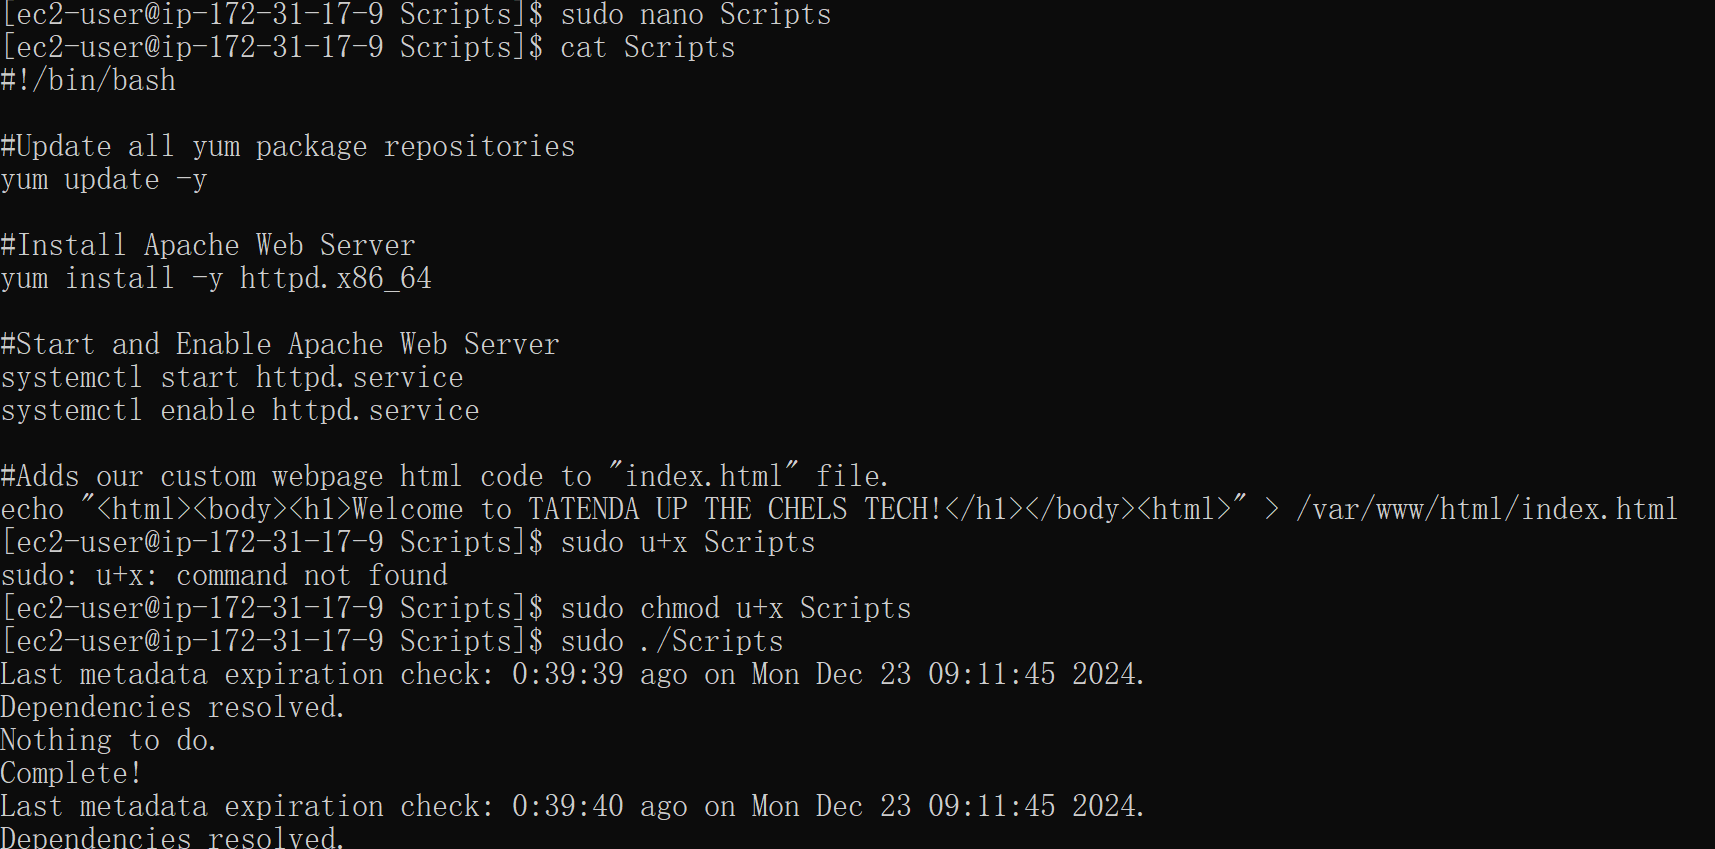 [ec2-user@ip-172-31-17-9 Scripts]$ sudo nano Scripts
[ec2-user@ip-172-31-17-9 Scripts]$ cat Scripts
#!/bin/bash
#Update all yum package repositories
yum update -y
#Install Apache Web Server
yum install -y httpd.x86_64
#Start and Enable Apache Web Server
systemctl start httpd.service
systemctl enable httpd.service
#Adds our custom webpage html code to "index.html" file.
echo "<html><body><h1>Welcome to TATENDA UP THE CHELS TECH!</h1></body><html>" > /var/www/html/index.html
[ec2-user@ip-172-31-17-9 Scripts]$ sudo u+x Scripts
sudo: u+x: command not found
[ec2-user@ip-172-31-17-9 Scripts]$ sudo chmod u+x Scripts
[ec2-user@ip-172-31-17-9 Scripts]$ sudo ./Scripts
Last metadata expiration check: 0:39:39 ago on Mon Dec 23 09:11:45 2024.
Dependencies resolved.
Nothing to do.
Complete!
Last metadata expiration check: 0:39:40 ago on Mon Dec 23 09:11:45 2024.
Dependencies resolved.